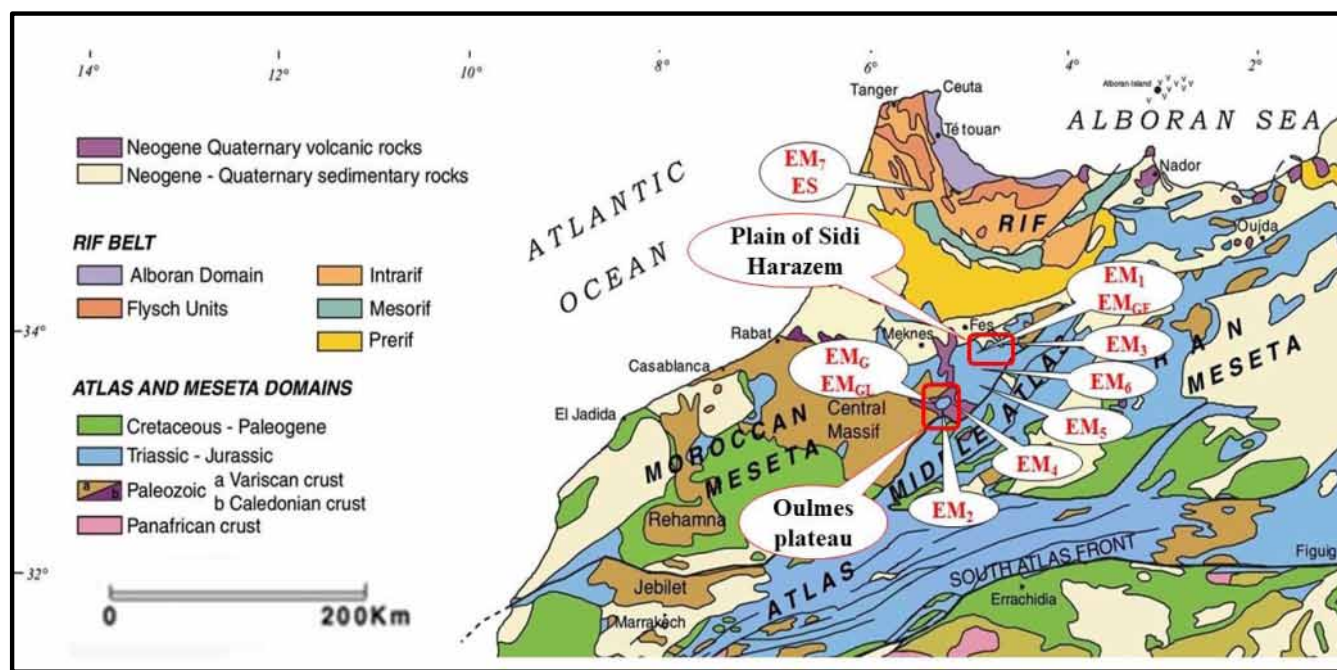 14°
12°
10°
8°
6°
4°
2°
34°
32°
Neogene Quaternary volcanic rocks
Neogene - Quaternary sedimentary rocks
RIF BELT
Alboran Domain
Flysch Units
Intrarif
Mesorif
Prerif
ATLAS AND MESETA DOMAINS
Cretaceous - Paleogene
Triassic - Jurassic
a b
Paleozoic a Variscan crust
b Caledonian crust
Panafrican crust
0 200Km
Tanger
Ceuta
Tétouan
Alboran-Island
v v v v
ALBORAN SEA
Nador
Oujda
RIF
ATLANTIC
OCEAN
EM7
ES
Plain of Sidi
Harazem
EM1
EMGF
EM3
EM6
EM5
EM4
EM2
EMG
EMGL
Oulmes
plateau
Rabat
Meknes
Fes
Casablanca
El Jadida
Central
Massif
MOROCCAN
MESETA
MIDDLE ATLAS
RAN
MESETA
Rehamna
Jebilet
Marrakech
ATLAS
SOUTH ATLAS FRONT
Errachidia
Figuig